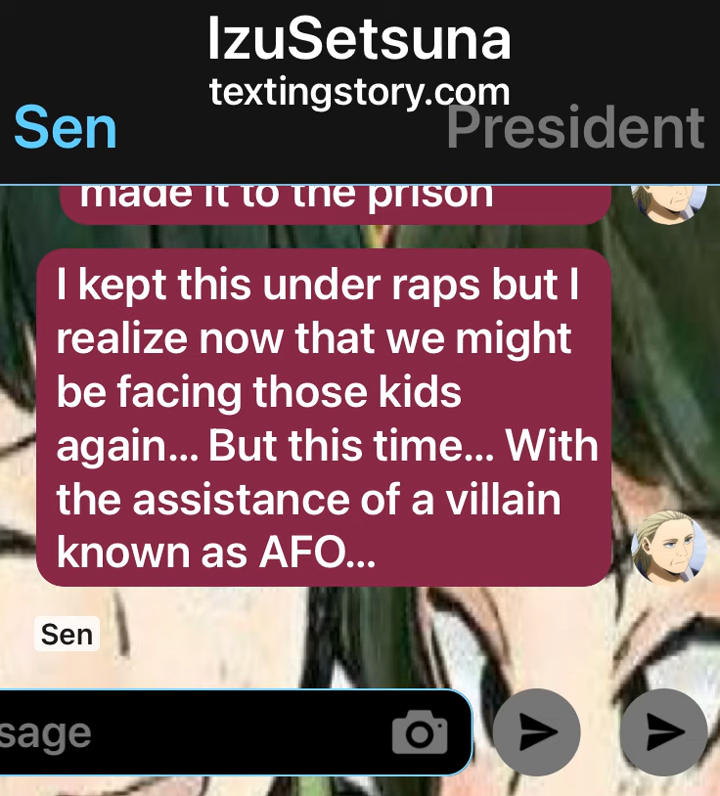 IzuSetsuna
textingstory.com
Sen President
made it to the prison
I kept this under raps but I
realize now that we might
be facing those kids
again... But this time... With
the assistance of a villain
known as AFO...
Sen
sage